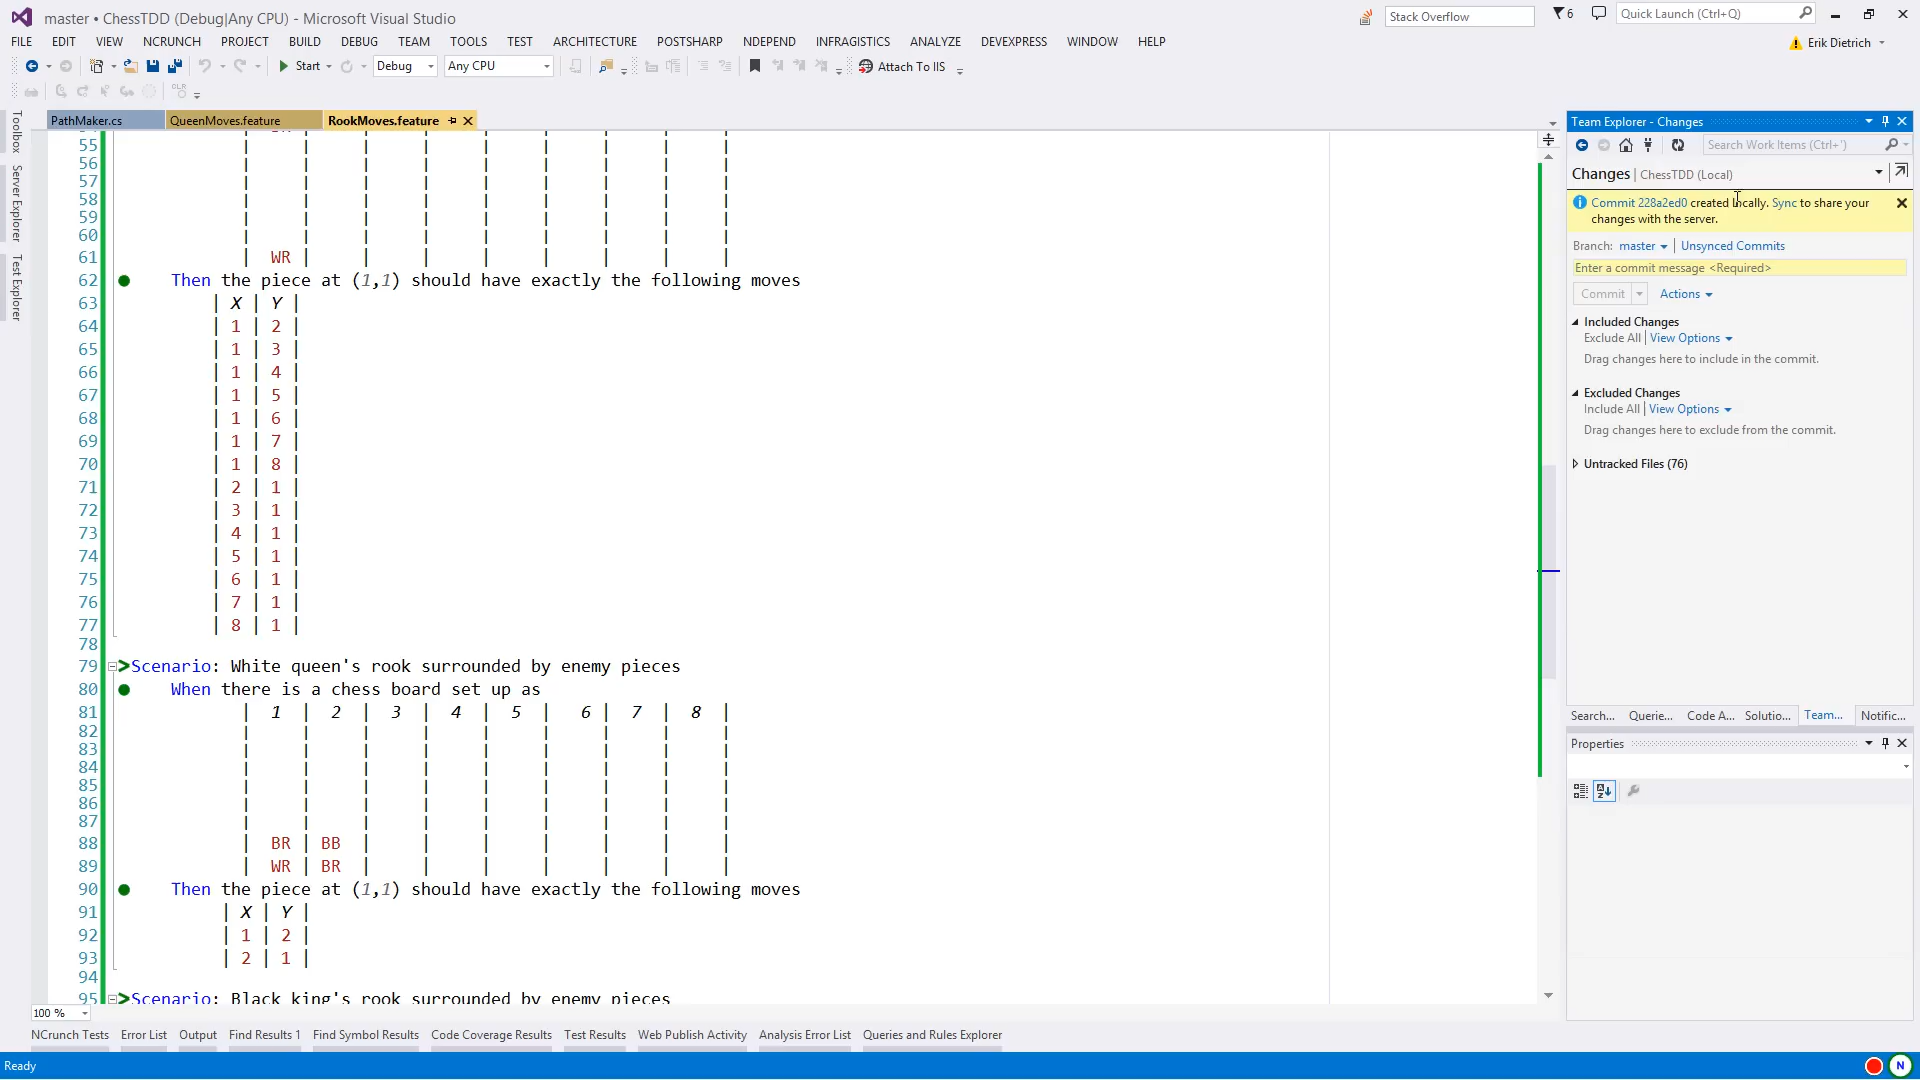 master • ChessTDD (Debug|Any CPU) - Microsoft Visual Studio
Stack Overflow
6
Quick Launch (Ctrl+Q)
FILE EDIT VIEW NCRUNCH PROJECT BUILD DEBUG TEAM TOOLS TEST ARCHITECTURE POSTSHARP NDEPEND INFRAGISTICS ANALYZE DEVEXPRESS WINDOW HELP
Erik Dietrich
Start Debug Any CPU Attach To IIS
PathMaker.cs QueenMoves.feature RookMoves.feature
Toolbox
Server Explorer
Test Explorer
55 | | | | | | | | |
56 | | | | | | | | |
57 | | | | | | | | |
58 | | | | | | | | |
59 | | | | | | | | |
60 | | | | | | | | |
61 | WR | | | | | | | |
62 Then the piece at (1,1) should have exactly the following moves
63 | X | Y |
64 | 1 | 2 |
65 | 1 | 3 |
66 | 1 | 4 |
67 | 1 | 5 |
68 | 1 | 6 |
69 | 1 | 7 |
70 | 1 | 8 |
71 | 2 | 1 |
72 | 3 | 1 |
73 | 4 | 1 |
74 | 5 | 1 |
75 | 6 | 1 |
76 | 7 | 1 |
77 | 8 | 1 |
78
79 Scenario: White queen's rook surrounded by enemy pieces
80 When there is a chess board set up as
81 | 1 | 2 | 3 | 4 | 5 | 6 | 7 | 8 |
82 | | | | | | | | |
83 | | | | | | | | |
84 | | | | | | | | |
85 | | | | | | | | |
86 | | | | | | | | |
87 | | | | | | | | |
88 | BR | BB | | | | | | |
89 | WR | BR | | | | | | |
90 Then the piece at (1,1) should have exactly the following moves
91 | X | Y |
92 | 1 | 2 |
93 | 2 | 1 |
94
95 Scenario: Black king's rook surrounded by enemy pieces
100 %
Team Explorer - Changes
Search Work Items (Ctrl+')
Changes | ChessTDD (Local)
Commit 228a2ed0 created locally. Sync to share your
changes with the server.
Branch: master | Unsynced Commits
Enter a commit message <Required>
Commit Actions
Included Changes
Exclude All | View Options
Drag changes here to include in the commit.
Excluded Changes
Include All | View Options
Drag changes here to exclude from the commit.
Untracked Files (76)
Search... Querie... Code A... Solutio... Team... Notific...
Properties
NCrunch Tests Error List Output Find Results 1 Find Symbol Results Code Coverage Results Test Results Web Publish Activity Analysis Error List Queries and Rules Explorer
Ready
N